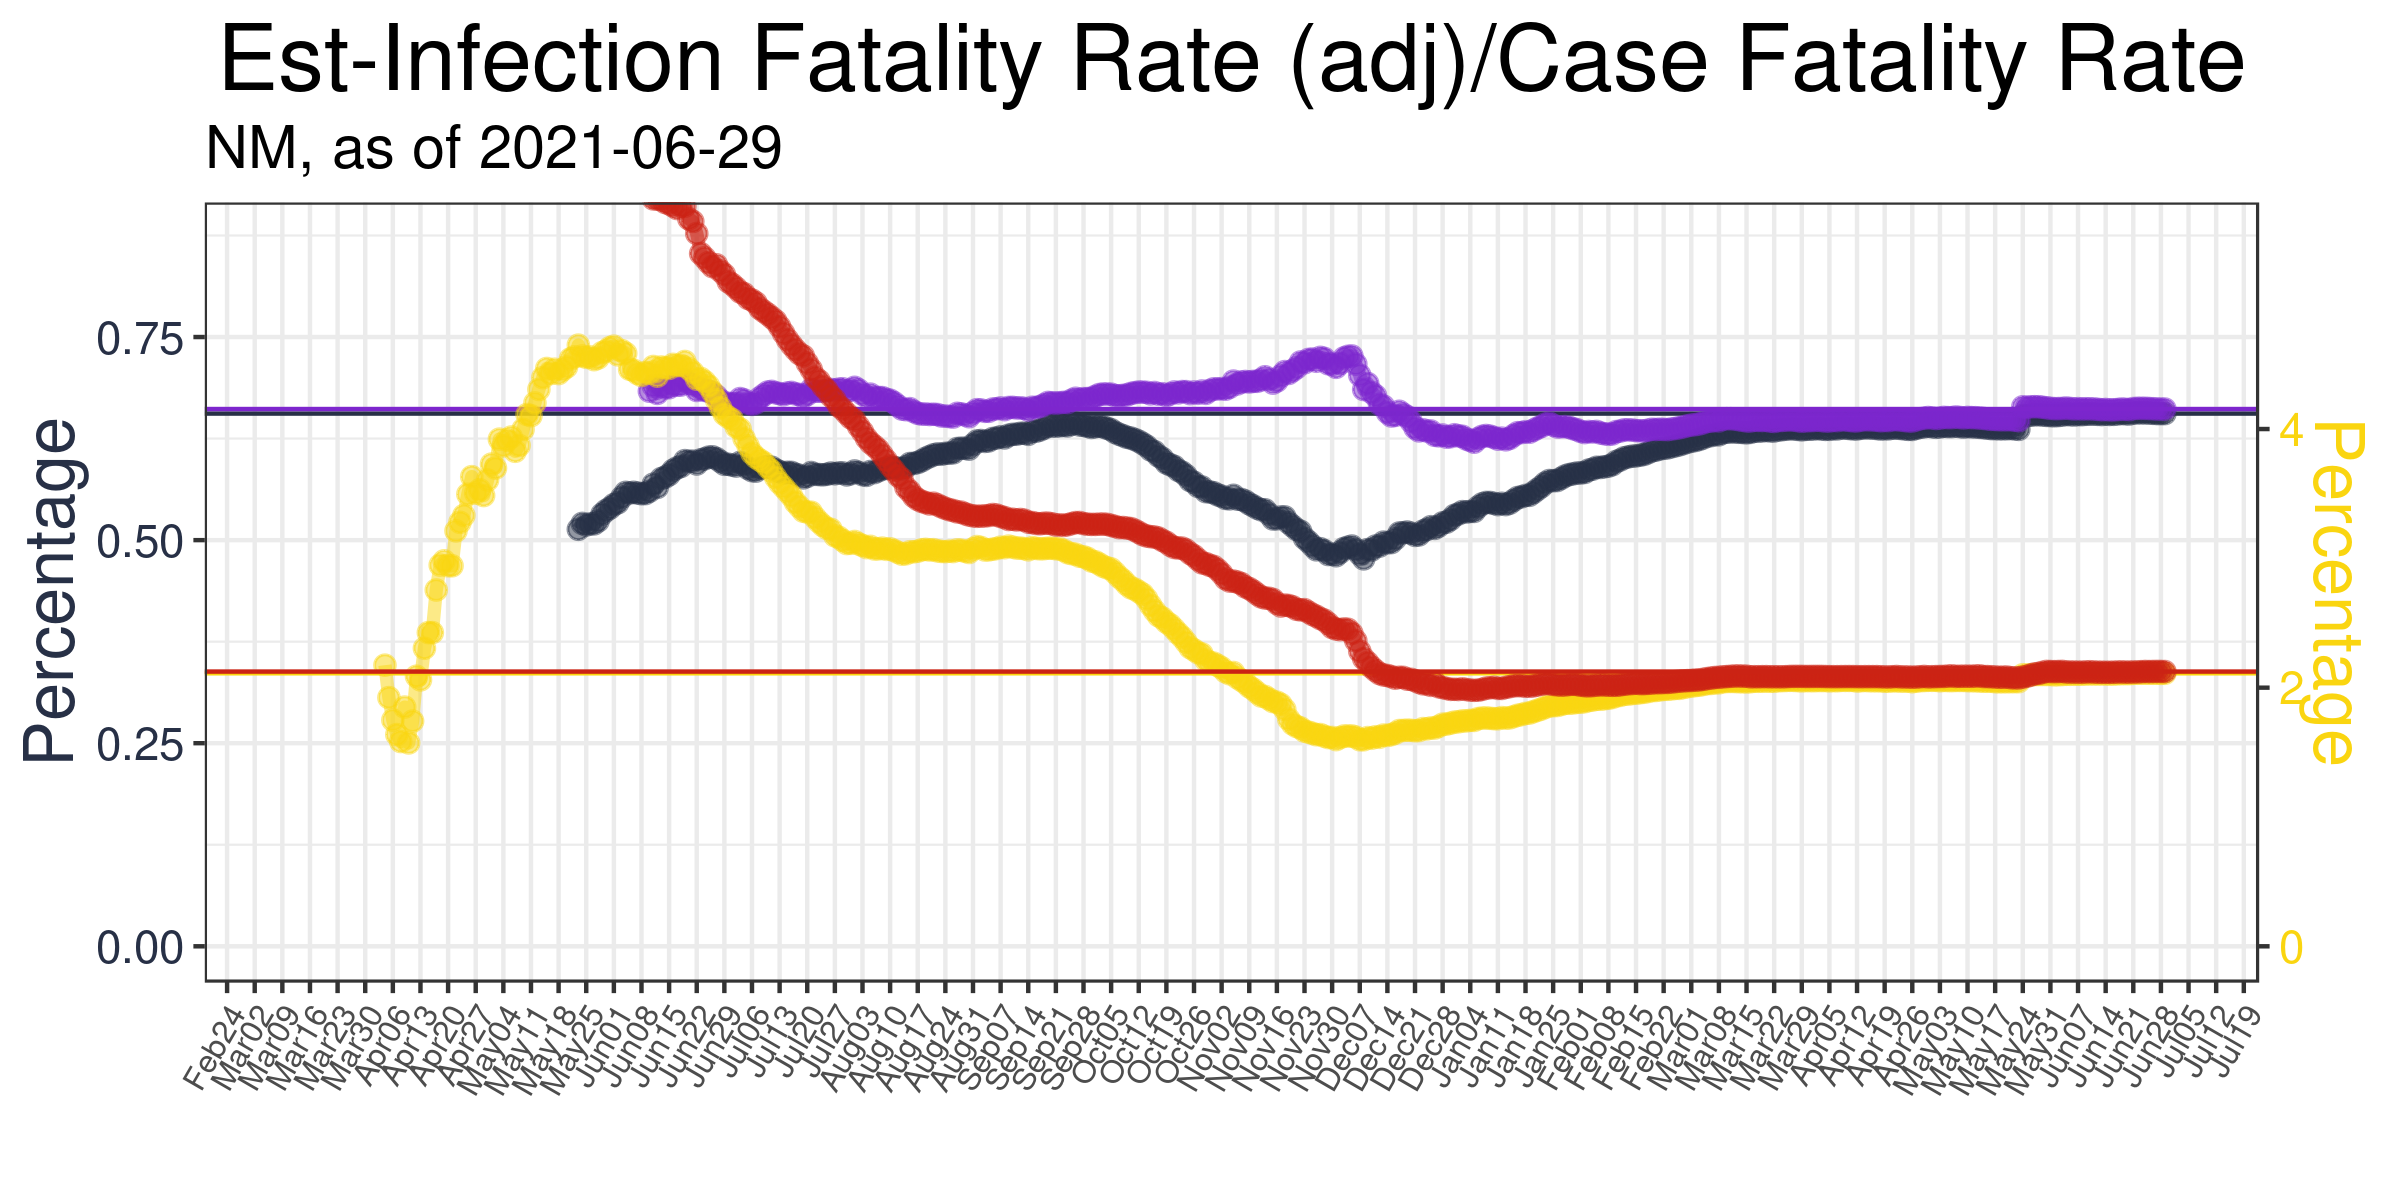 Est-Infection Fatality Rate (adj)/Case Fatality Rate
NM, as of 2021-06-29
Percentage
0.75
0.50
0.25
0.00
4
2
0
Percentage
Feb24
Mar02
Mar09
Mar16
Mar23
Mar30
Apr06
Apr13
Apr20
Apr27
May04
May11
May18
May25
Jun01
Jun08
Jun15
Jun22
Jun29
Jul06
Jul13
Jul20
Jul27
Aug03
Aug10
Aug17
Aug24
Aug31
Sep07
Sep14
Sep21
Sep28
Oct05
Oct12
Oct19
Oct26
Nov02
Nov09
Nov16
Nov23
Nov30
Dec07
Dec14
Dec21
Dec28
Jan04
Jan11
Jan18
Jan25
Feb01
Feb08
Feb15
Feb22
Mar01
Mar08
Mar15
Mar22
Mar29
Apr05
Apr12
Apr19
Apr26
May03
May10
May17
May24
May31
Jun07
Jun14
Jun21
Jun28
Jul05
Jul12
Jul19